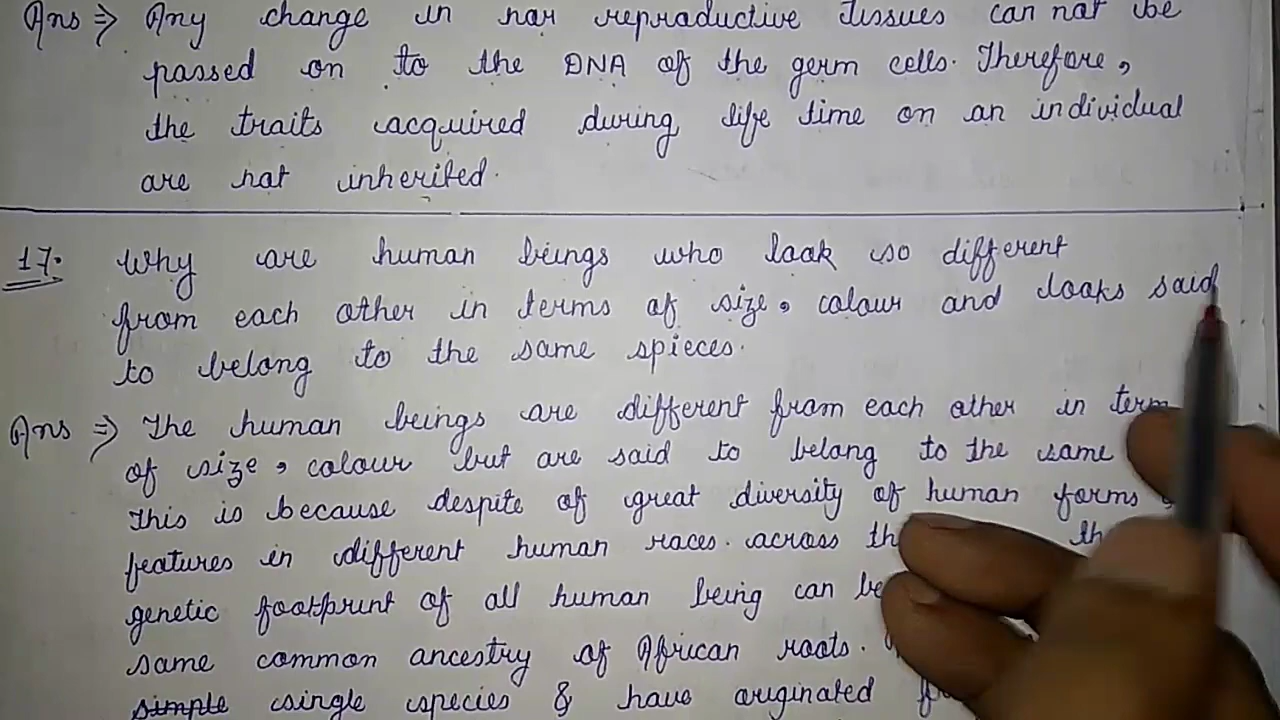 Ans ⇒ Any change in non reproductive tissues can not be
passed on to the DNA of the germ cells. Therefore,
the traits acquired during life time on an individual
are not inherited.
17. Why are human beings who look so different
from each other in terms of size, colour and looks said
to belong to the same spieces.
Ans ⇒ The human beings are different from each other in term
of size, colour but are said to belong to the same
This is because despite of great diversity of human forms
features in different human races. across
genetic footprint of all human being can be
same common ancestry of African roots.
simple single species & have originated